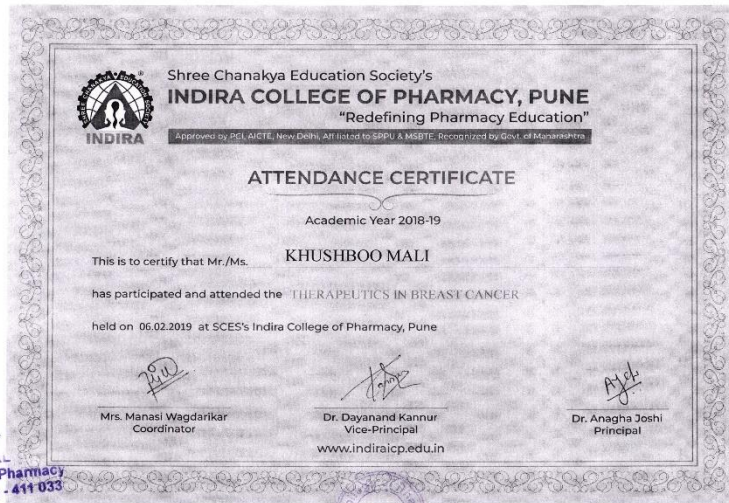 Shree Chanakya Education Society's
INDIRA COLLEGE OF PHARMACY, PUNE
"Redefining Pharmacy Education"
Approved by PCI, AICTE, New Delhi, Affiliated to SPPU & MSBTE, Recognized by Govt. of Maharashtra
SHREE CHANAKYA EDUCATION SOCIETY
INDIRA
ATTENDANCE CERTIFICATE
Academic Year 2018-19
This is to certify that Mr./Ms. KHUSHBOO MALI
has participated and attended the THERAPEUTICS IN BREAST CANCER
held on 06.02.2019 at SCES's Indira College of Pharmacy, Pune
Mrs. Manasi Wagdarikar
Coordinator
Dr. Dayanand Kannur
Vice-Principal
Dr. Anagha Joshi
Principal
www.indiraicp.edu.in
Pharmacy
- 411 033